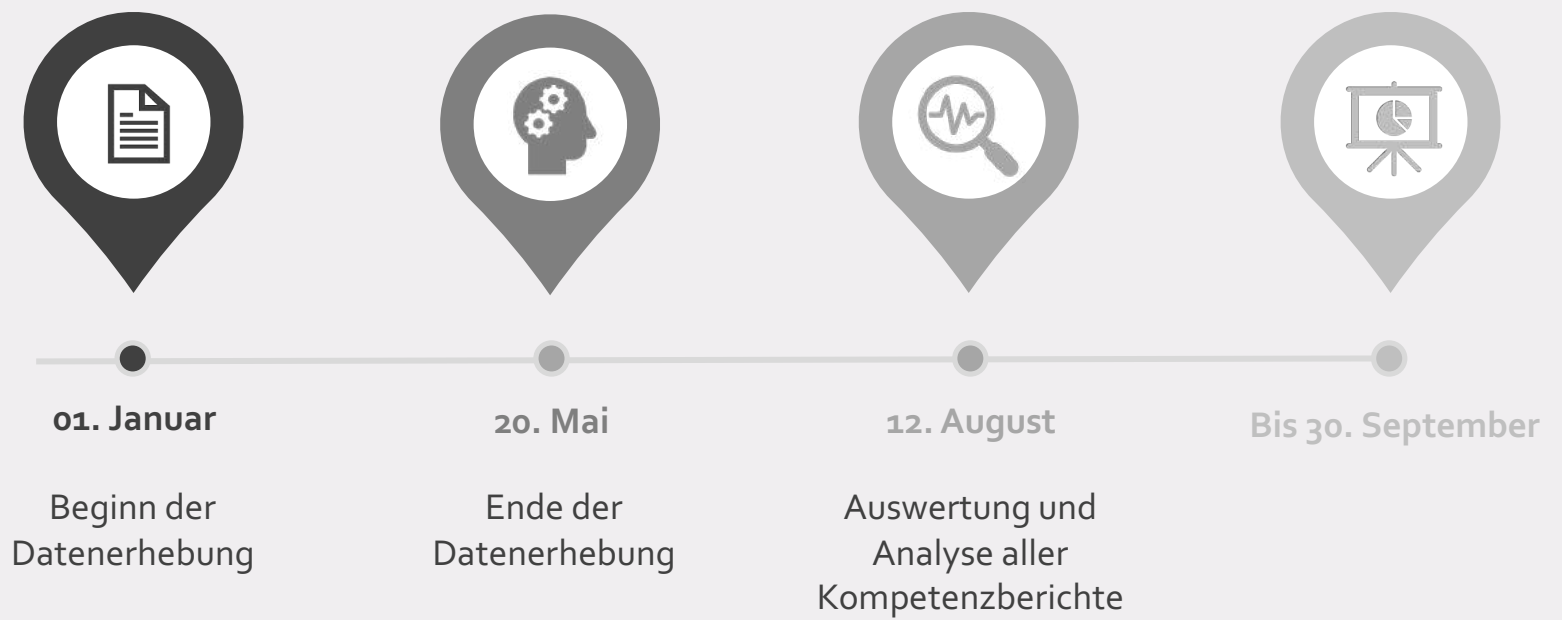 01. Januar
Beginn der
Datenerhebung
20. Mai
Ende der
Datenerhebung
12. August
Auswertung und
Analyse aller
Kompetenzberichte
Bis 30. September